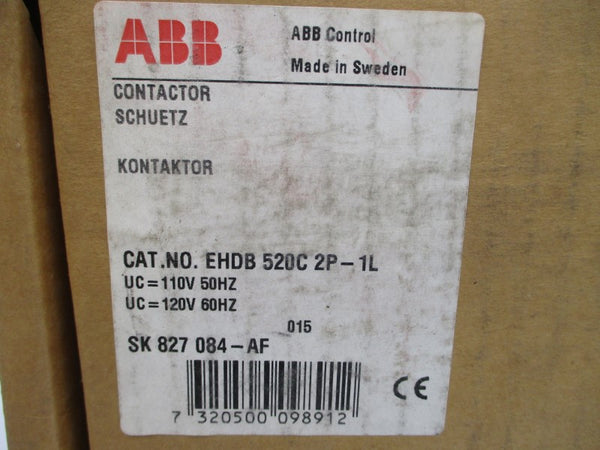 ABB
ABB Control
Made in Sweden
CONTACTOR
SCHUETZ
KONTAKTOR
CAT.NO. EHDB 520C 2P-1L
UC=110V 50HZ
UC=120V 60HZ
015
SK 827 084-AF
CE
7 320500 098912